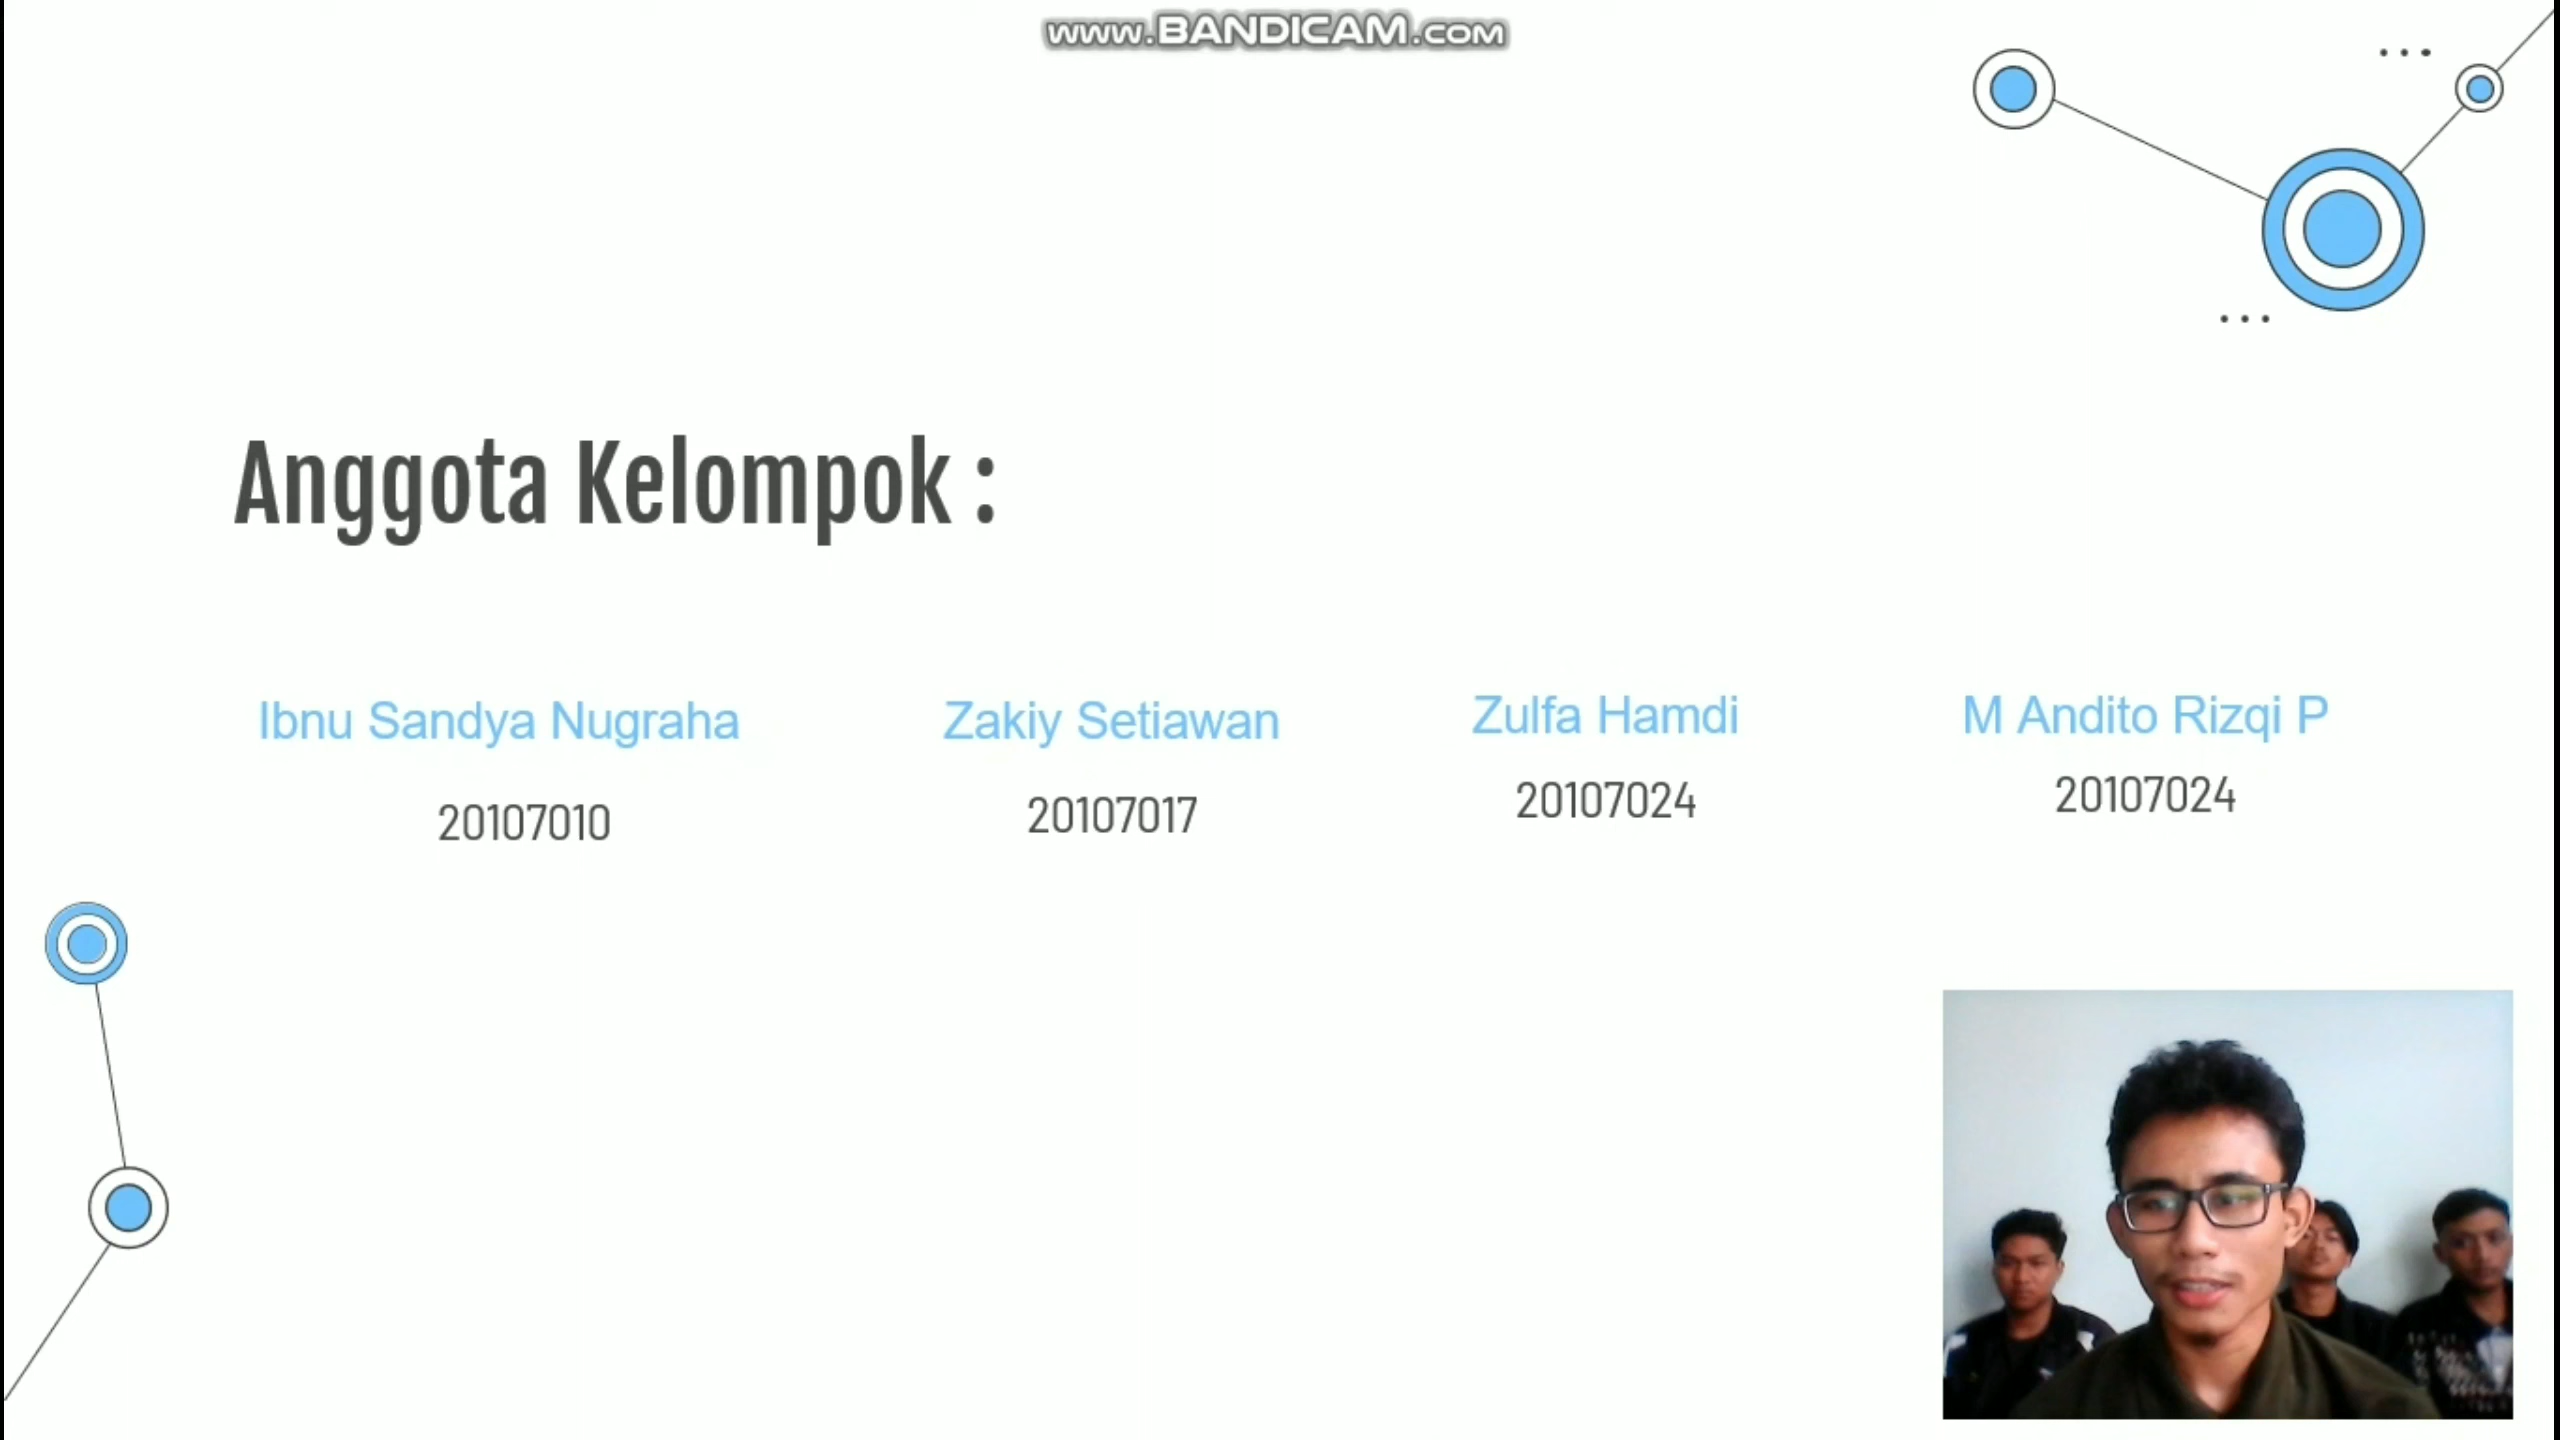 www.BANDICAM.com
Anggota Kelompok :
Ibnu Sandya Nugraha
20107010
Zakiy Setiawan
20107017
Zulfa Hamdi
20107024
M Andito Rizqi P
20107024